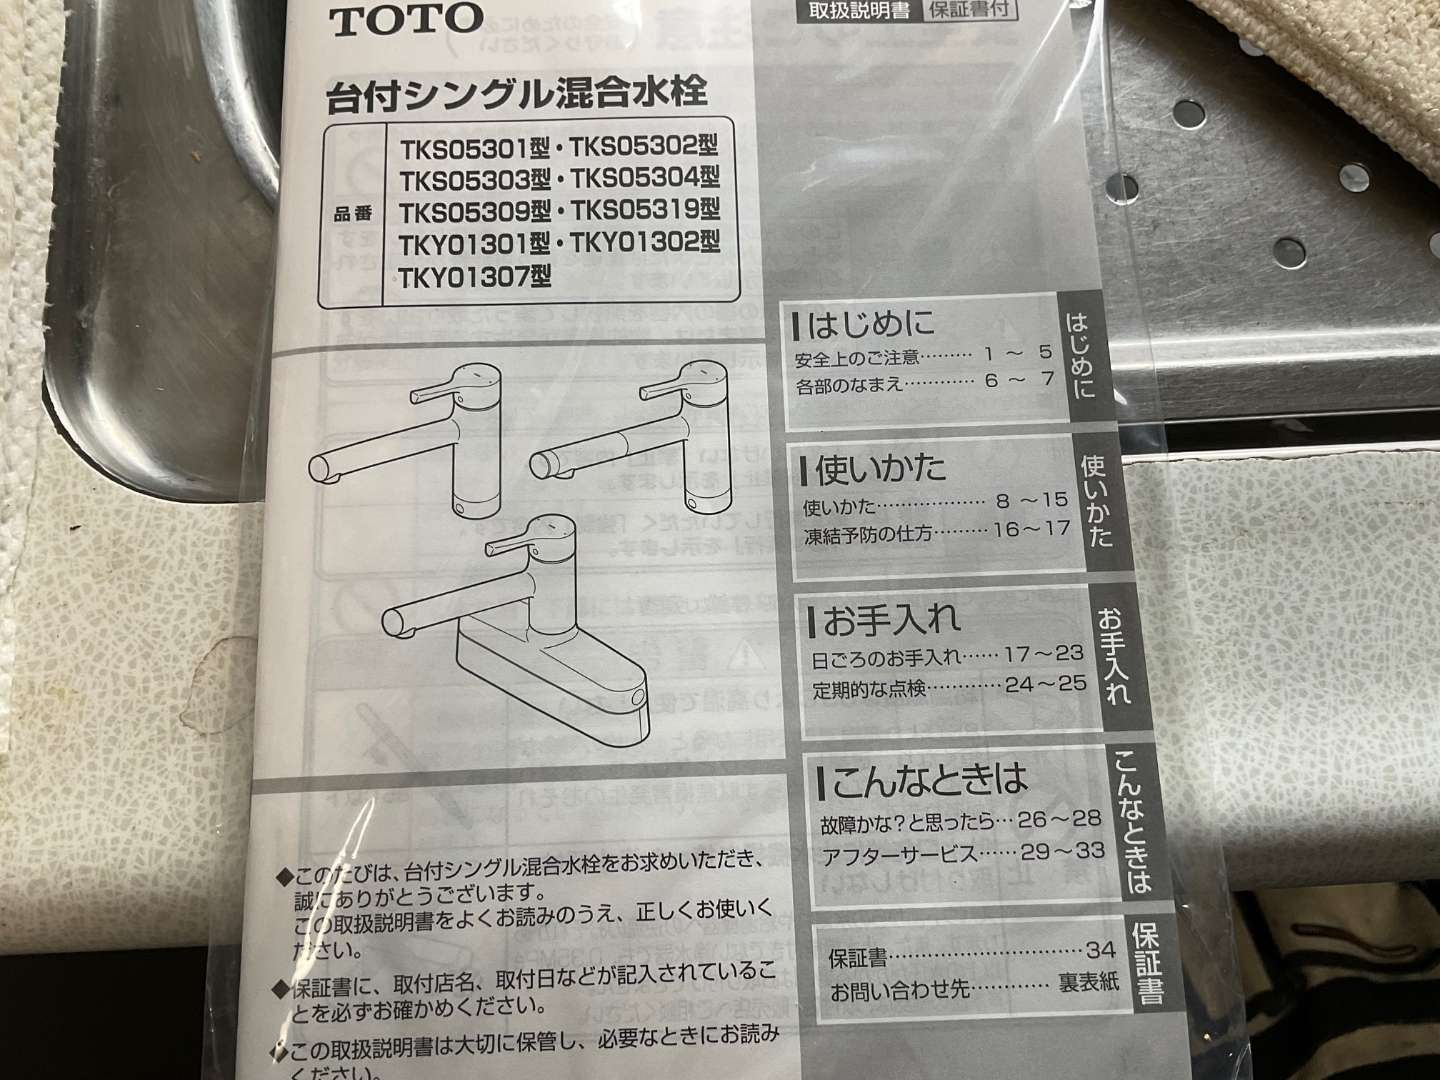 TOTO
取扱説明書 保証書付
台付シングル混合水栓
品番
TKS05301型・TKS05302型
TKS05303型・TKS05304型
TKS05309型・TKS05319型
TKY01301型・TKY01302型
TKY01307型
はじめに
安全上のご注意……… 1 ～ 5
各部のなまえ………… 6 ～ 7
はじめに
使いかた
使いかた……………… 8 ～15
凍結予防の仕方………16～17
使いかた
お手入れ
日ごろのお手入れ……17～23
定期的な点検…………24～25
お手入れ
こんなときは
故障かな?と思ったら…26～28
アフターサービス……29～33
こんなときは
保証書…………………………34
お問い合わせ先………… 裏表紙
保証書
◆このたびは、台付シングル混合水栓をお求めいただき、
誠にありがとうございます。
この取扱説明書をよくお読みのうえ、正しくお使いく
ださい。
◆保証書に、取付店名、取付日などが記入されているこ
とを必ずお確かめください。
◆この取扱説明書は大切に保管し、必要なときにお読み
ください。